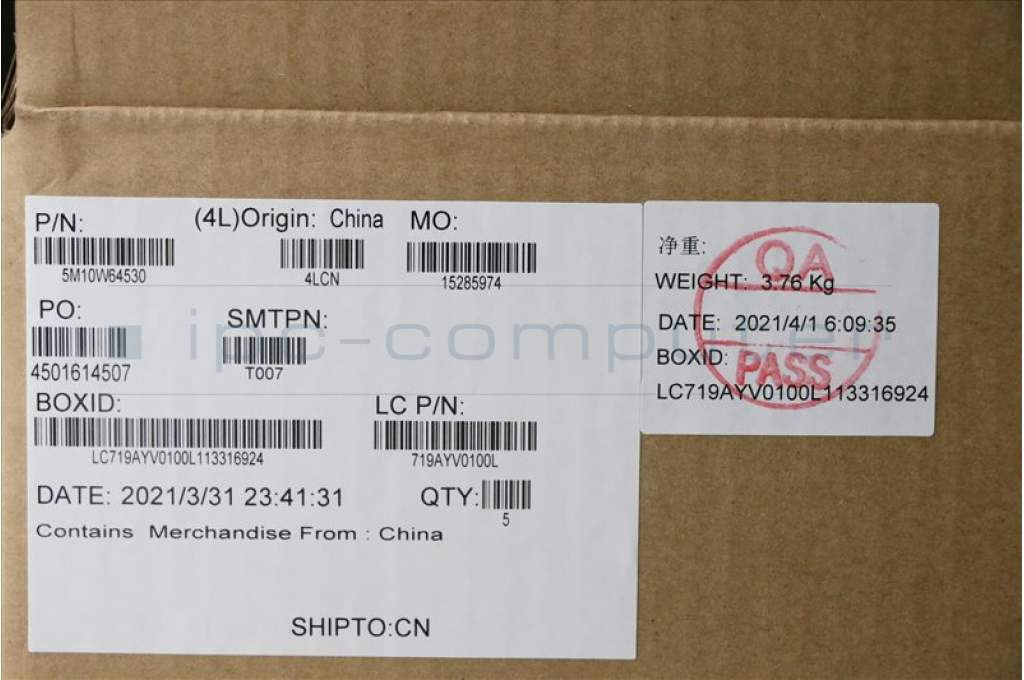 P/N: (4L)Origin: China MO:
5M10W64530 4LCN 15285974
PO: SMTPN:
4501614507 T007
BOXID: LC P/N:
LC719AYV0100L113316924 719AYV0100L
DATE: 2021/3/31 23:41:31 QTY:
5
Contains Merchandise From : China
SHIPTO:CN
净重:
WEIGHT: 3.76 Kg
DATE: 2021/4/1 6:09:35
BOXID:
LC719AYV0100L113316924
QA
PASS
ipc-computer